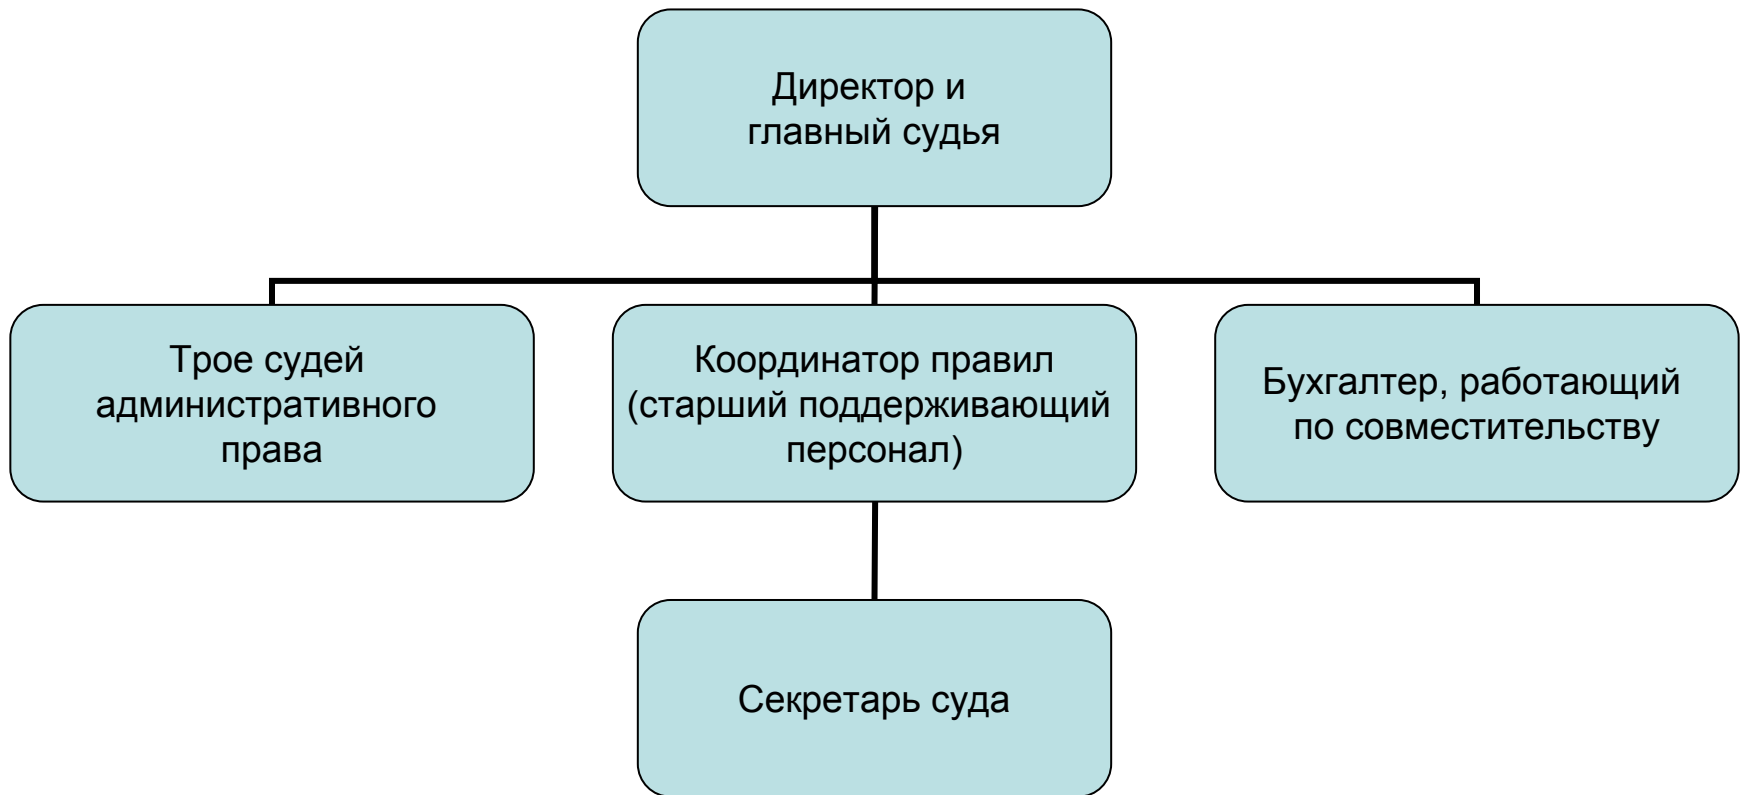 Директор и
главный судья
Трое судей
административного
права
Координатор правил
(старший поддерживающий
персонал)
Бухгалтер, работающий
по совместительству
Секретарь суда